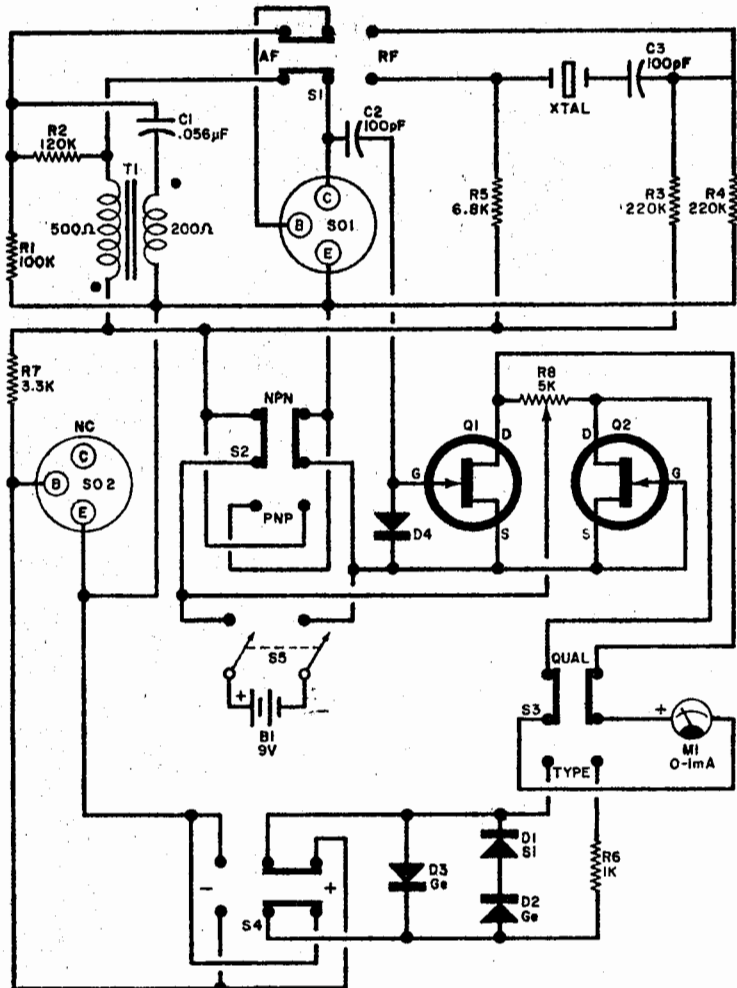 AF
RF
S1
C3
100pF
XTAL
C1
.056µF
C2
100pF
R2
120K
T1
500Ω
200Ω
C
B
SO1
E
R5
6.8K
R3
220K
R4
220K
R1
100K
R7
3.3K
NC
C
B
SO2
E
NPN
S2
PNP
Q1
D
G
S
D4
R8
5K
Q2
D
G
S
S5
+
−
B1
9V
QUAL
S3
TYPE
+
M1
0-1mA
−
+
S4
D3
Ge
D1
Si
D2
Ge
R6
1K